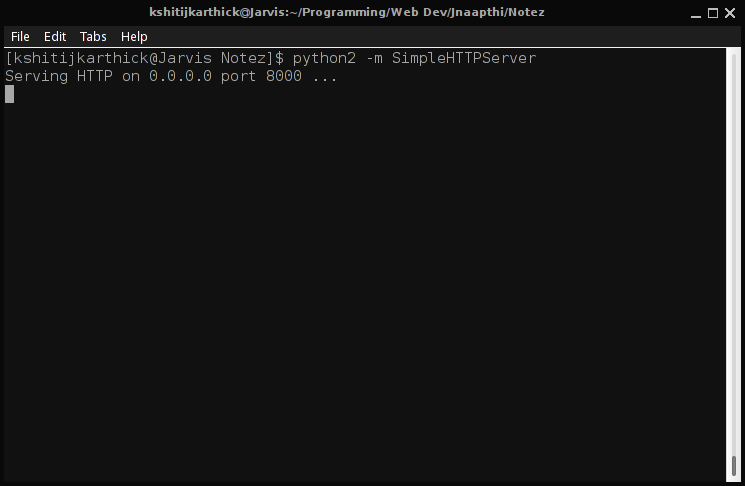 kshitijkarthick@Jarvis:~/Programming/Web Dev/Jnaapthi/Notez
File Edit Tabs Help
[kshitijkarthick@Jarvis Notez]$ python2 -m SimpleHTTPServer
Serving HTTP on 0.0.0.0 port 8000 ...